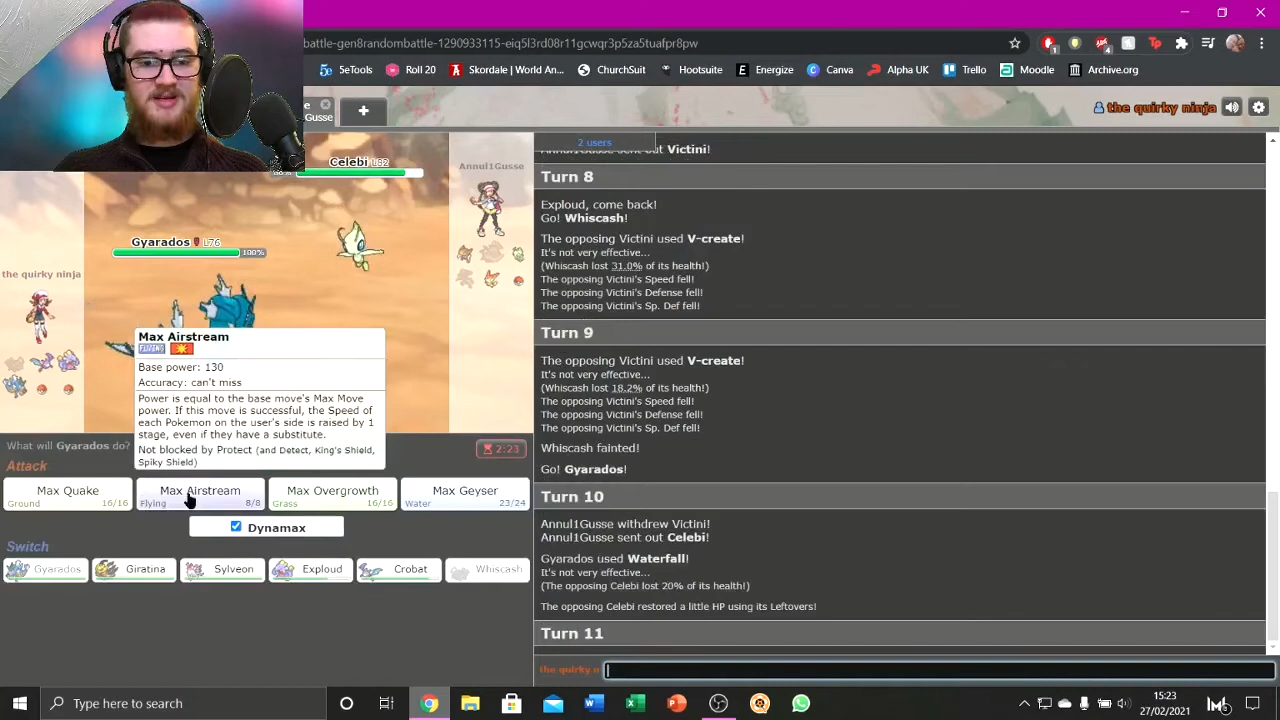 battle-gen8randombattle-1290933115-eiq5l3rd08r11gcwqr3p5za5tuafpr8pw
5eTools
Roll 20
Skordale | World An...
ChurchSuit
Hootsuite
Energize
Canva
Alpha UK
Trello
Moodle
Archive.org
Gusse
the quirky ninja
2 users
Annul1Gusse sent out Victini!
Turn 8
Exploud, come back!
Go! Whiscash!
The opposing Victini used V-create!
It's not very effective...
(Whiscash lost 31.0% of its health!)
The opposing Victini's Speed fell!
The opposing Victini's Defense fell!
The opposing Victini's Sp. Def fell!
Turn 9
The opposing Victini used V-create!
It's not very effective...
(Whiscash lost 18.2% of its health!)
The opposing Victini's Speed fell!
The opposing Victini's Defense fell!
The opposing Victini's Sp. Def fell!
Whiscash fainted!
Go! Gyarados!
Turn 10
Annul1Gusse withdrew Victini!
Annul1Gusse sent out Celebi!
Gyarados used Waterfall!
It's not very effective...
(The opposing Celebi lost 20% of its health!)
The opposing Celebi restored a little HP using its Leftovers!
Turn 11
the quirky n
Celebi L82
Annul1Gusse
Gyarados L76
100%
the quirky ninja
Max Airstream
FLYING
Base power: 130
Accuracy: can't miss
Power is equal to the base move's Max Move
power. If this move is successful, the Speed of
each Pokemon on the user's side is raised by 1
stage, even if they have a substitute.
Not blocked by Protect (and Detect, King's Shield,
Spiky Shield)
What will Gyarados do?
2:23
Attack
Max Quake
Ground 16/16
Max Airstream
Flying 8/8
Max Overgrowth
Grass 16/16
Max Geyser
Water 23/24
Dynamax
Switch
Gyarados
Giratina
Sylveon
Exploud
Crobat
Whiscash
Type here to search
15:23
27/02/2021